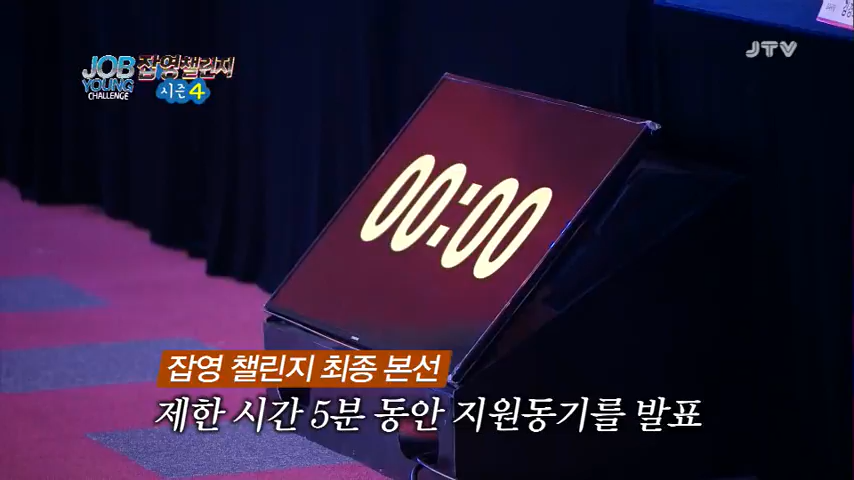 JOB
YOUNG
CHALLENGE
잡영챌린지
시즌4
JTV
00:00
잡영 챌린지 최종 본선
제한 시간 5분 동안 지원동기를 발표